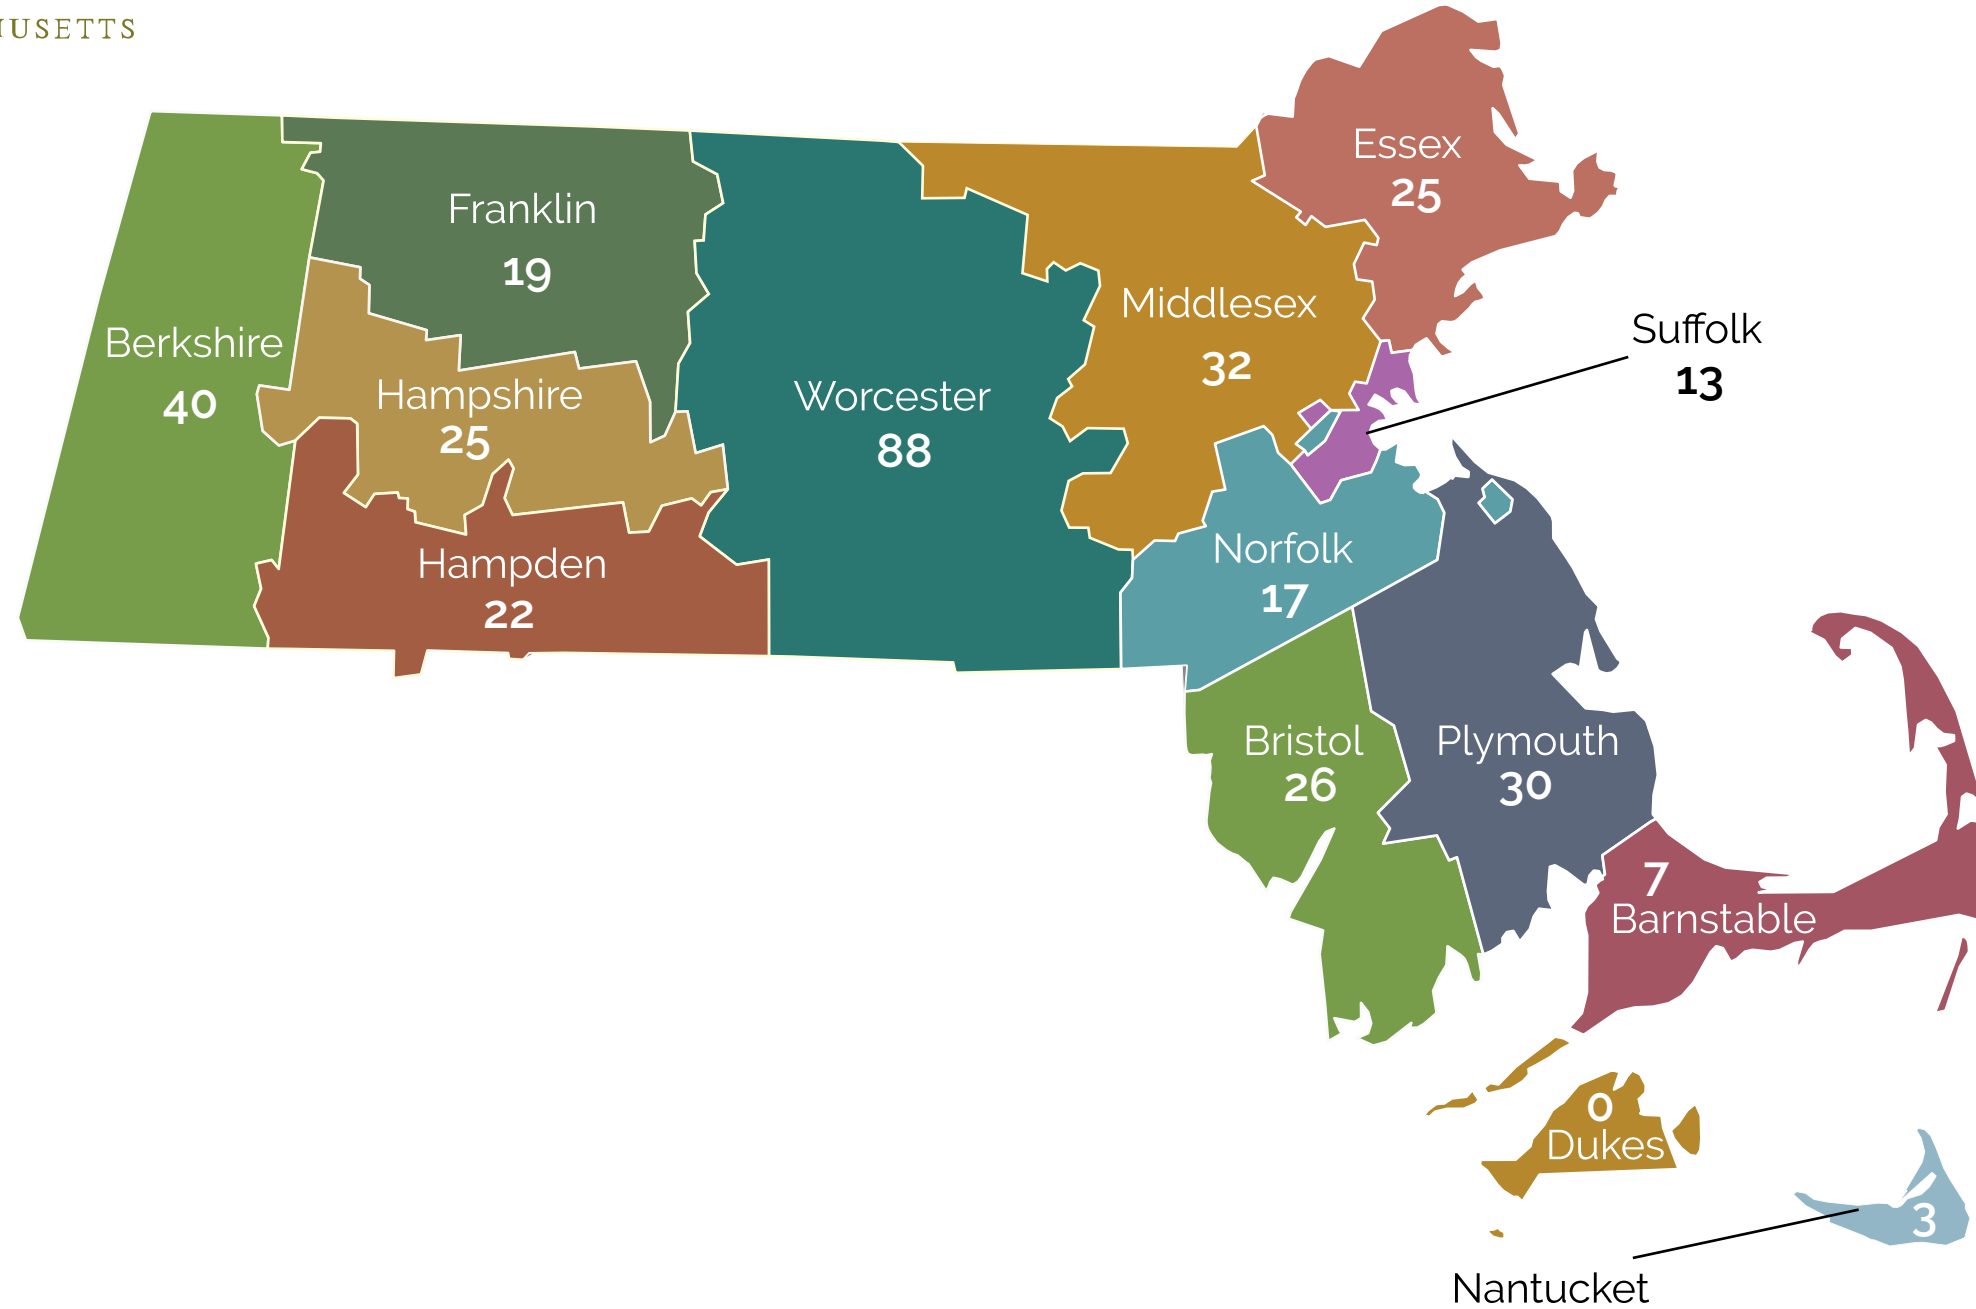 USETTS
Essex
25
Franklin
19
Middlesex
32
Suffolk
13
Berkshire
40
Hampshire
25
Worcester
88
Hampden
22
Norfolk
17
Bristol
26
Plymouth
30
7
Barnstable
0
Dukes
3
Nantucket